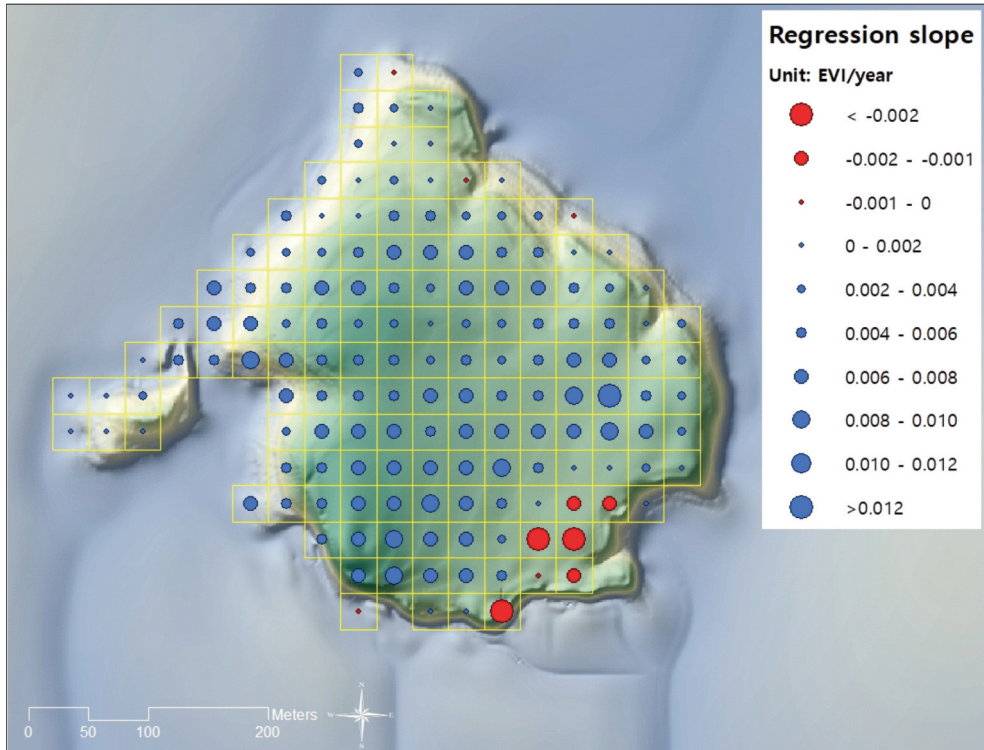 Regression slope
Unit: EVI/year
< -0.002
-0.002 - -0.001
-0.001 - 0
0 - 0.002
0.002 - 0.004
0.004 - 0.006
0.006 - 0.008
0.008 - 0.010
0.010 - 0.012
>0.012
Meters
0 50 100 200
N
W E
S